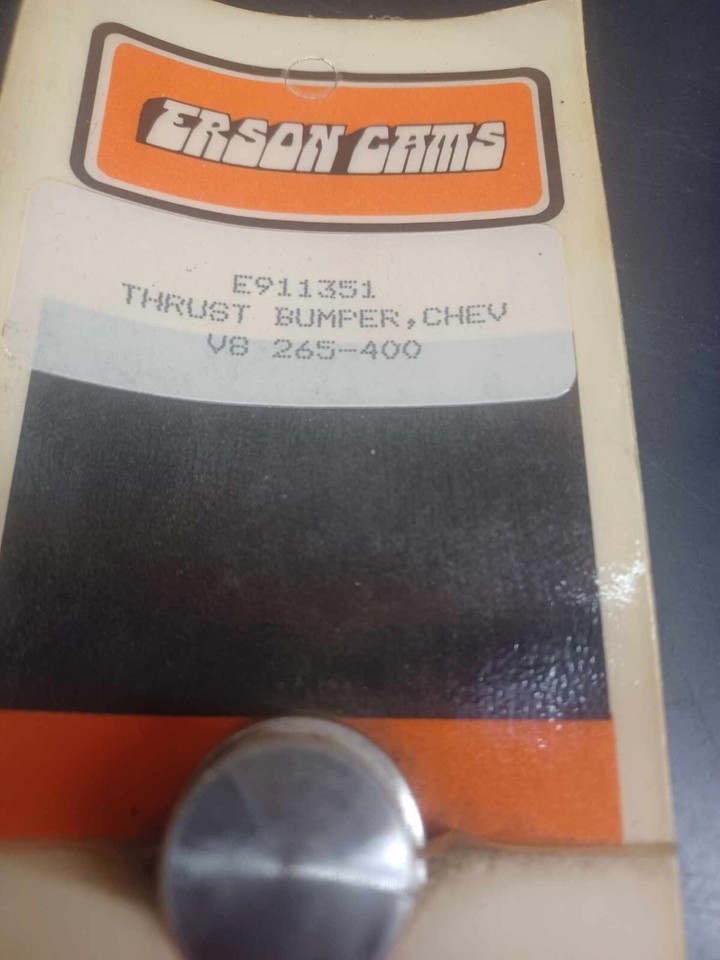 ERSON CAMS
E911351
THRUST BUMPER,CHEV
V8 265-400